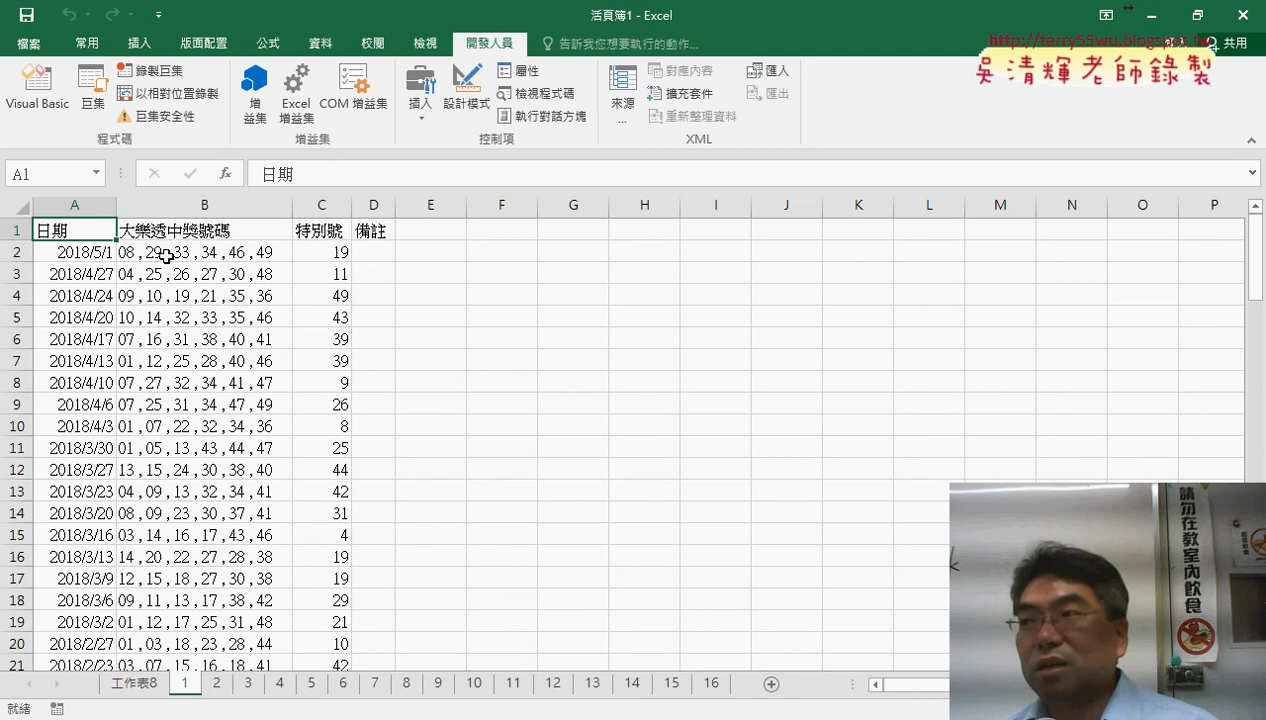 活頁簿1 - Excel
檔案 常用 插入 版面配置 公式 資料 校閱 檢視 開發人員 告訴我您想要執行的動作... 共用
http://terry55wu.blogspot.tw
吳清輝老師錄製
Visual Basic 巨集 錄製巨集 以相對位置錄製 巨集安全性
增益集 Excel 增益集 COM 增益集
插入 設計模式 屬性 檢視程式碼 執行對話方塊
來源... 對應內容 擴充套件 重新整理資料 匯入 匯出
程式碼 增益集 控制項 XML
A1 fx 日期
A B C D E F G H I J K L M N O P
1 日期 大樂透中獎號碼 特別號 備註
2 2018/5/1 08 , 29 , 33 , 34 , 46 , 49 19
3 2018/4/27 04 , 25 , 26 , 27 , 30 , 48 11
4 2018/4/24 09 , 10 , 19 , 21 , 35 , 36 49
5 2018/4/20 10 , 14 , 32 , 33 , 35 , 46 43
6 2018/4/17 07 , 16 , 31 , 38 , 40 , 41 39
7 2018/4/13 01 , 12 , 25 , 28 , 40 , 46 39
8 2018/4/10 07 , 27 , 32 , 34 , 41 , 47 9
9 2018/4/6 07 , 25 , 31 , 34 , 47 , 49 26
10 2018/4/3 01 , 07 , 22 , 32 , 34 , 36 8
11 2018/3/30 01 , 05 , 13 , 43 , 44 , 47 25
12 2018/3/27 13 , 15 , 24 , 30 , 38 , 40 44
13 2018/3/23 04 , 09 , 13 , 32 , 34 , 41 42
14 2018/3/20 08 , 09 , 23 , 30 , 37 , 41 31
15 2018/3/16 03 , 14 , 16 , 17 , 43 , 46 4
16 2018/3/13 14 , 20 , 22 , 27 , 28 , 38 19
17 2018/3/9 12 , 15 , 18 , 27 , 30 , 38 19
18 2018/3/6 09 , 11 , 13 , 17 , 38 , 42 29
19 2018/3/2 01 , 12 , 17 , 25 , 31 , 48 21
20 2018/2/27 01 , 03 , 18 , 23 , 28 , 44 10
21 2018/2/23 03 , 07 , 15 , 16 , 18 , 41 42
工作表8 1 2 3 4 5 6 7 8 9 10 11 12 13 14 15 16
就緒
請勿在教室內飲食